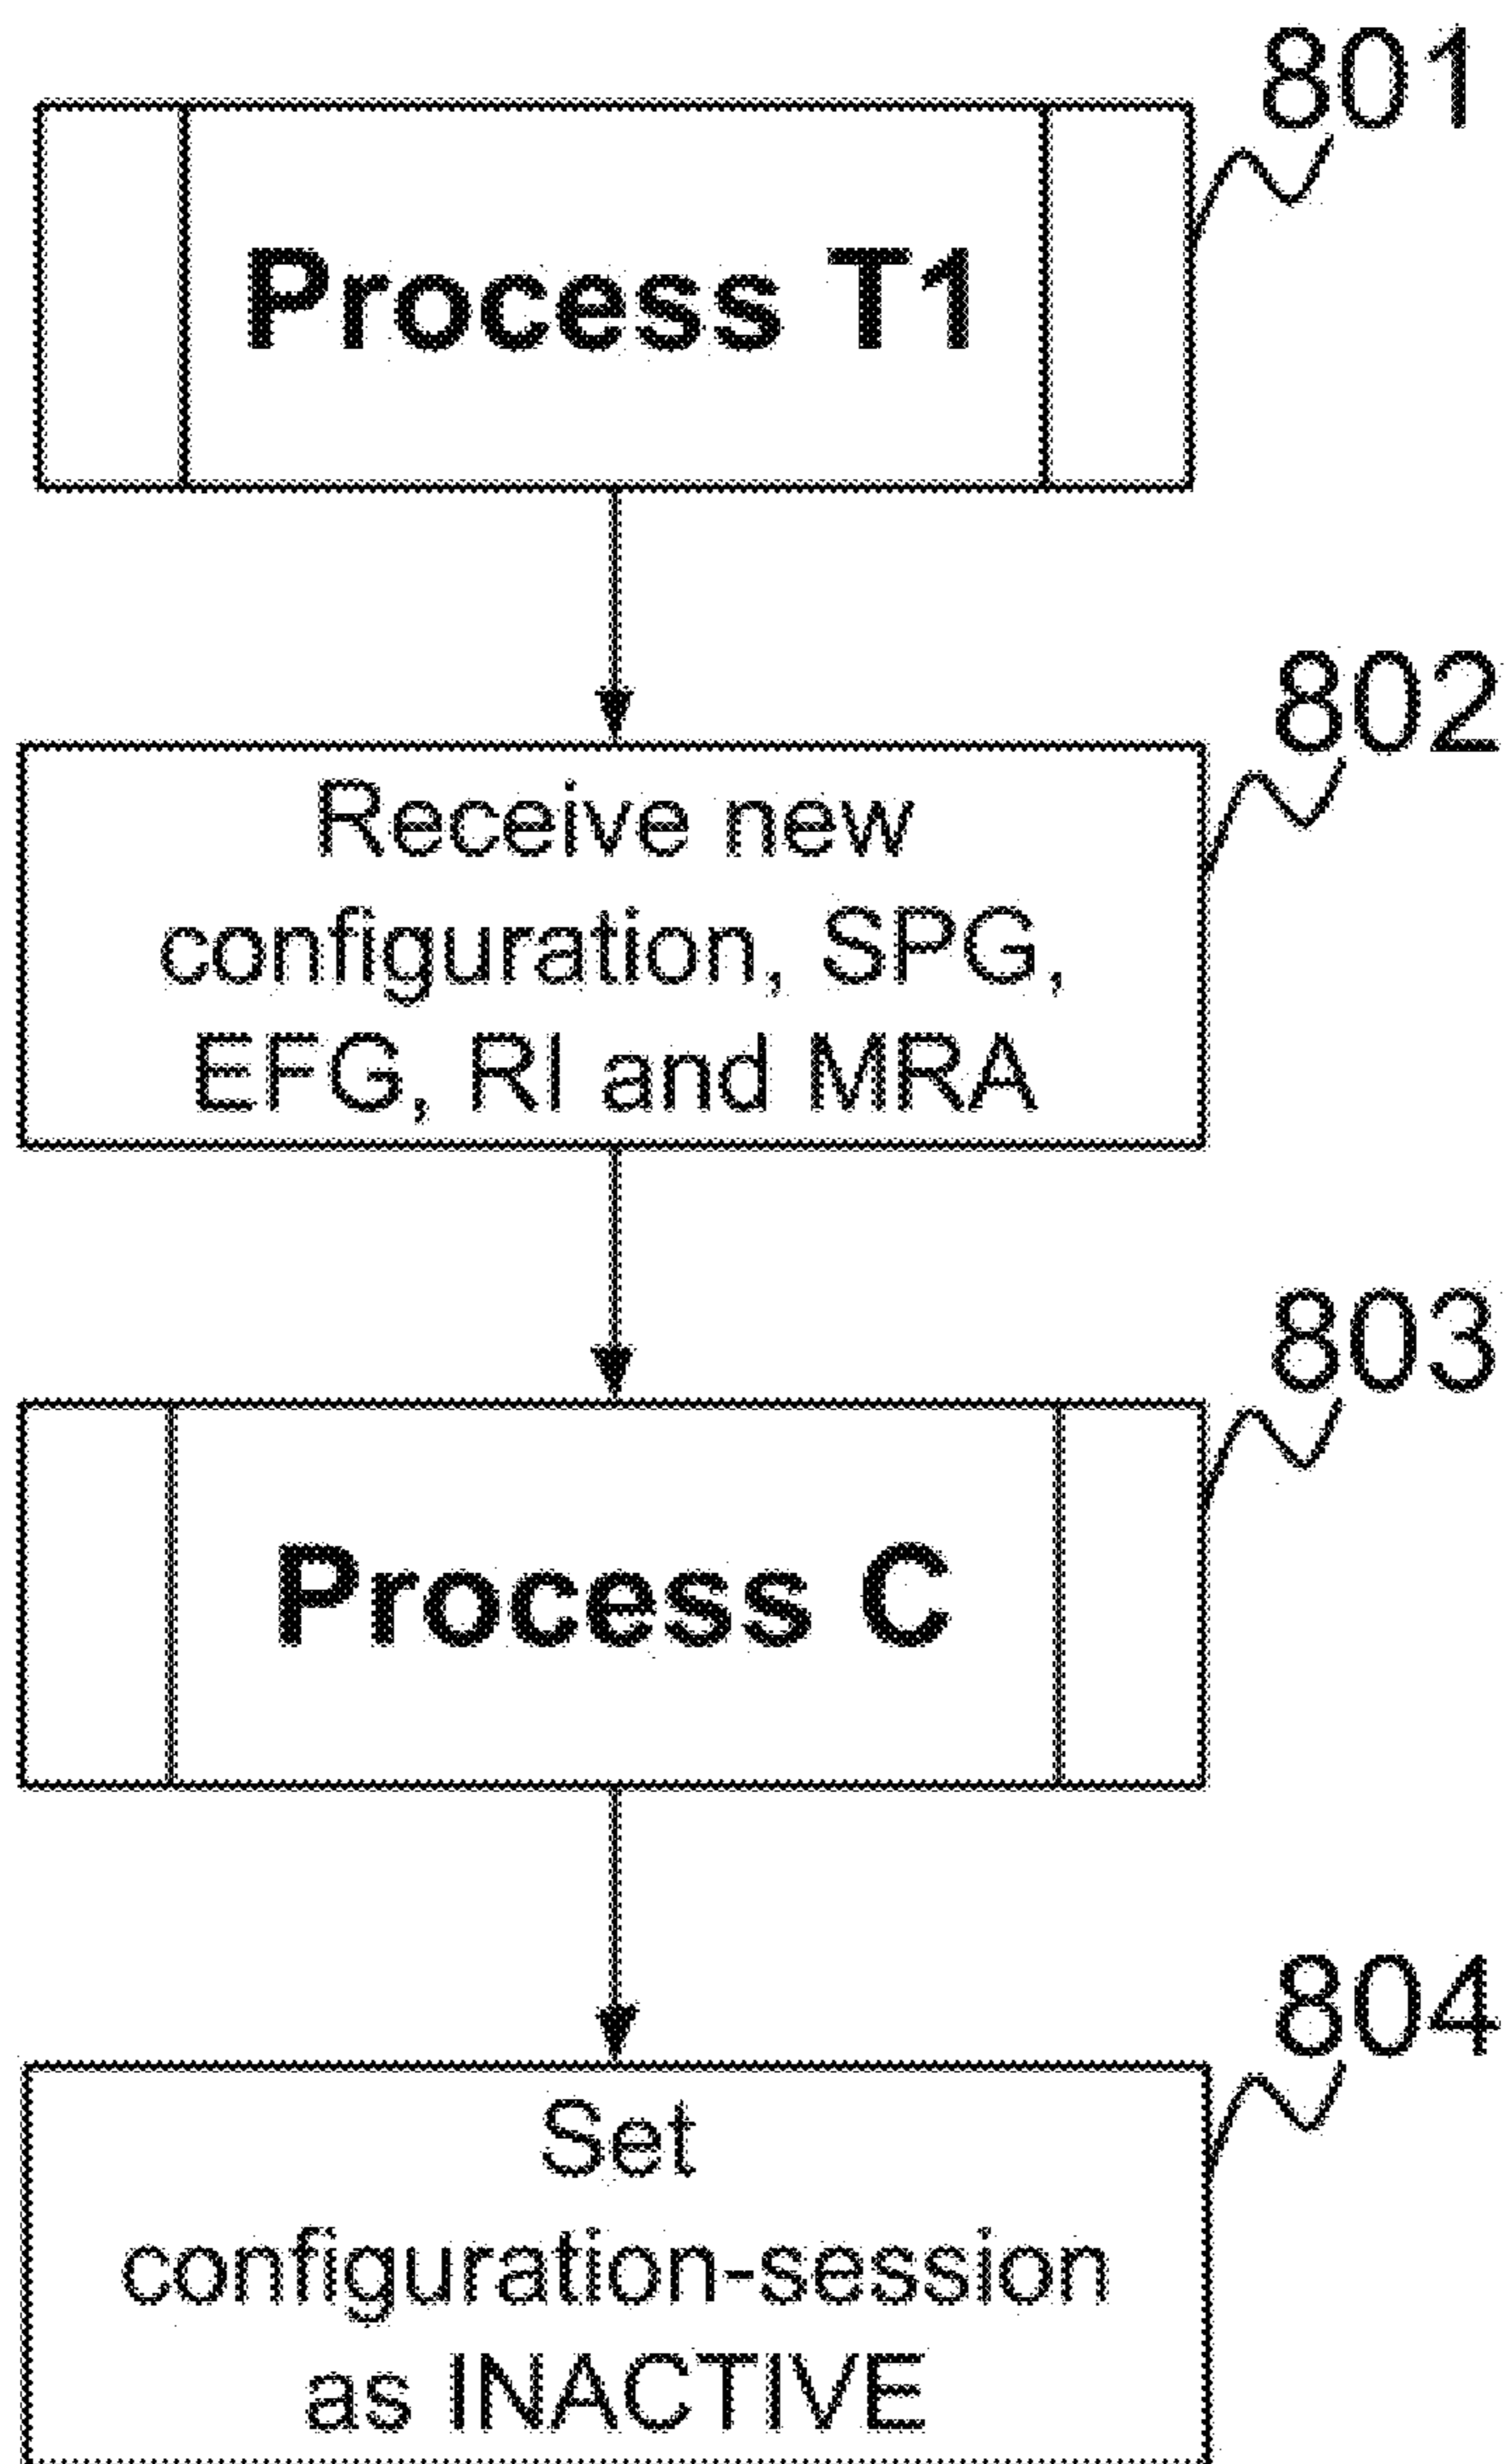 801
Process T1
802
Receive new
configuration, SPG,
EFG, RI and MRA
803
Process C
804
Set
configuration-session
as INACTIVE